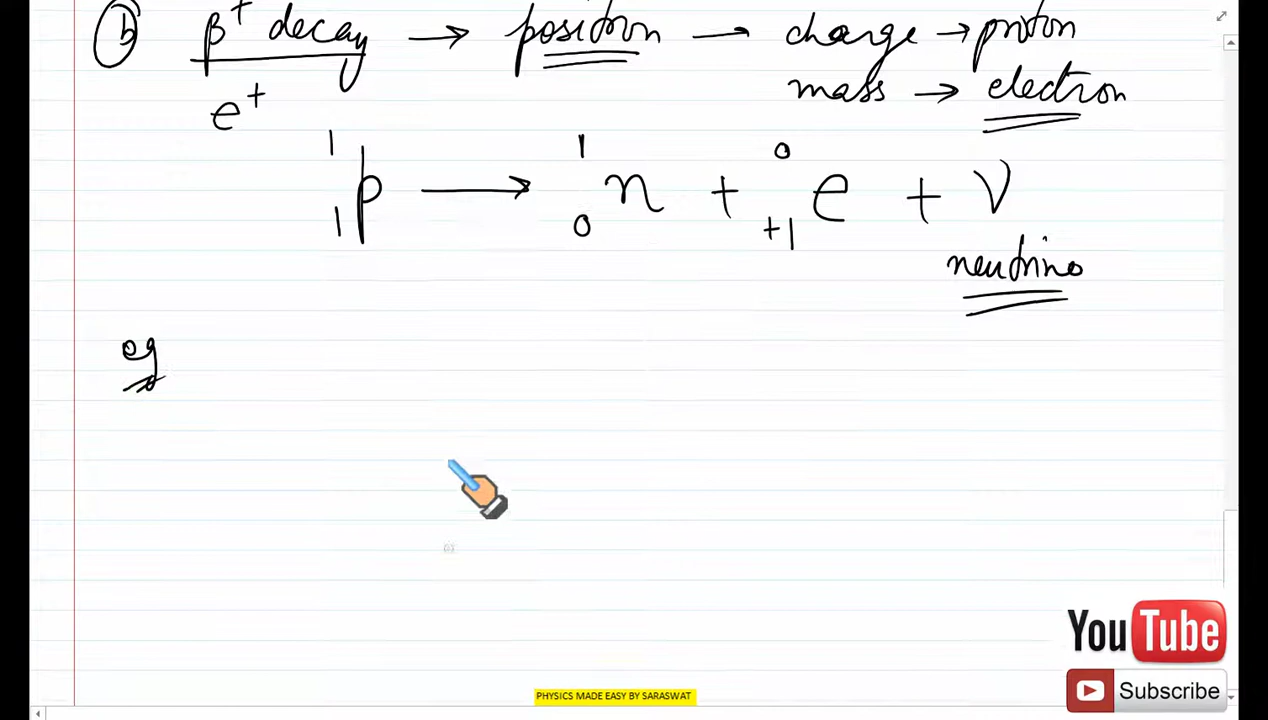 (b) β⁺ decay → positron → charge → proton
e⁺ mass → electron
¹₁p → ¹₀n + ⁰₊₁e + ν
neutrino
eg
YouTube
Subscribe
PHYSICS MADE EASY BY SARASWAT